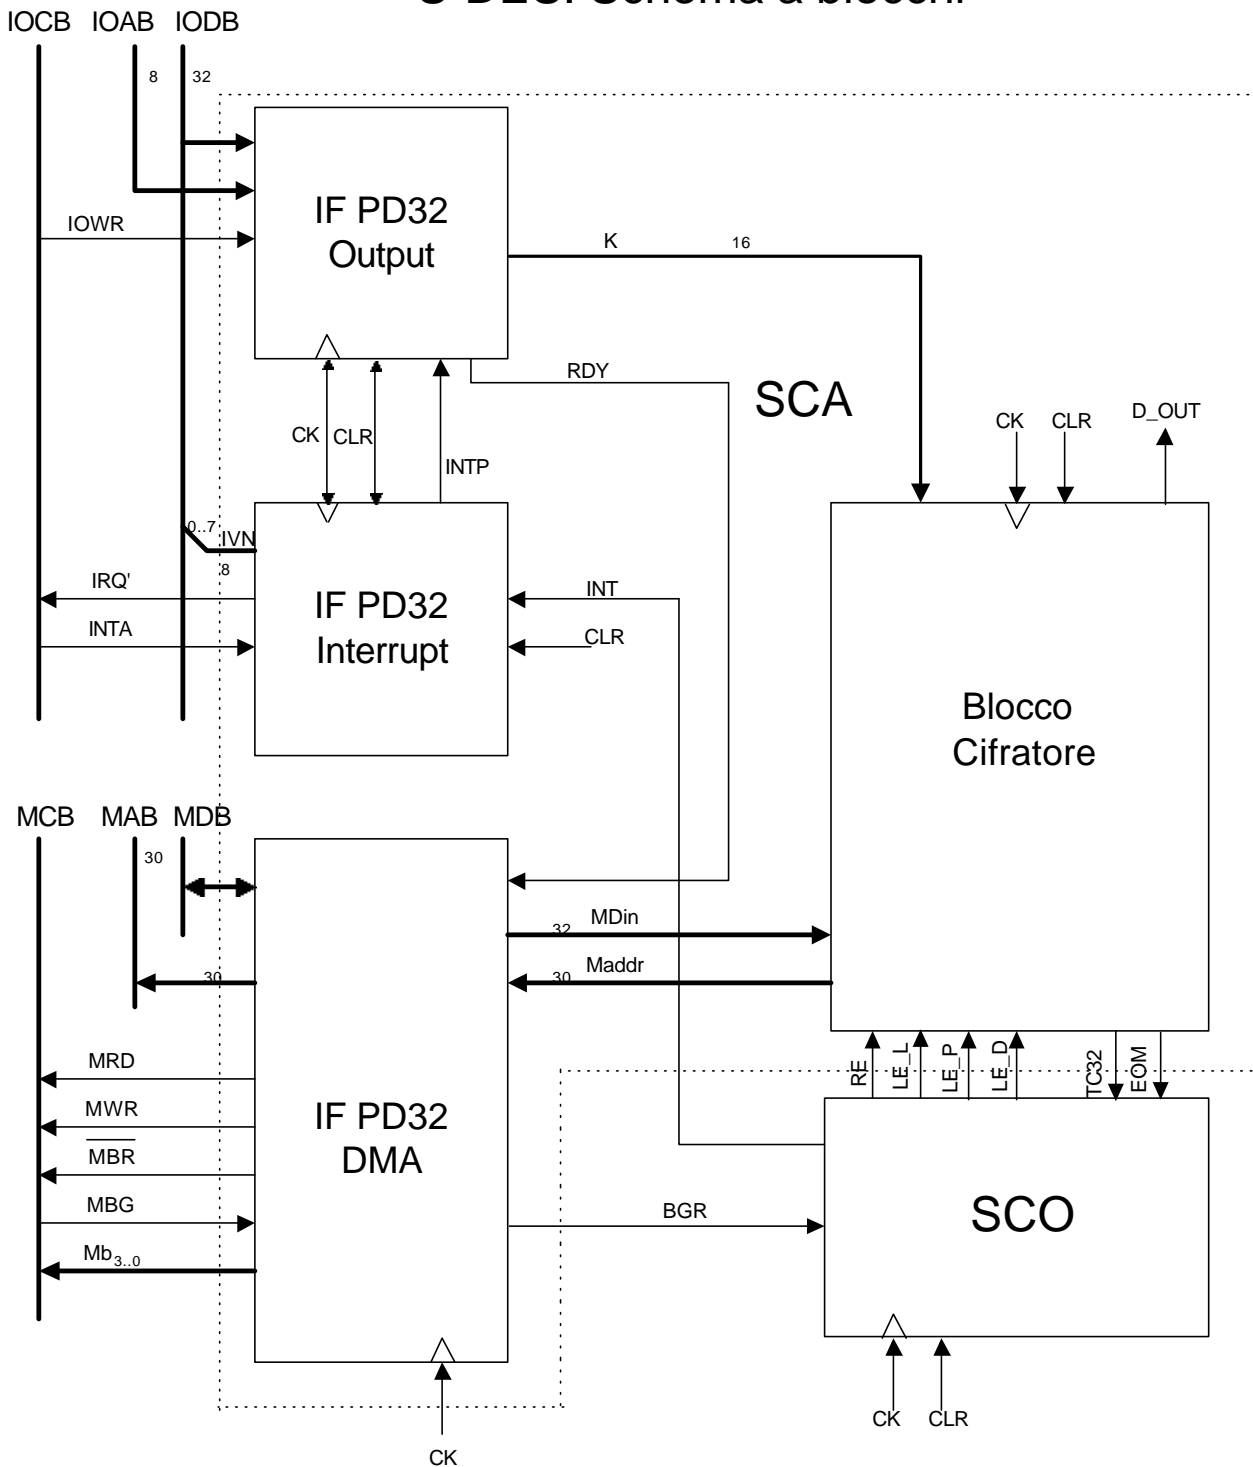 IOCB IOAB IODB
8 32
IOWR
IF PD32
Output
K 16
RDY
SCA
CK CLR
INTP
CK CLR D_OUT
0..7
IVN
8
IRQ'
INTA
IF PD32
Interrupt
INT
CLR
Blocco
Cifratore
MCB MAB MDB
30
MDin
32
Maddr
30
30
MRD
MWR
MBR
MBG
Mb3..0
IF PD32
DMA
RE
LE_L
LE_P
LE_D
TC32
EOM
BGR
SCO
CK CLR
CK